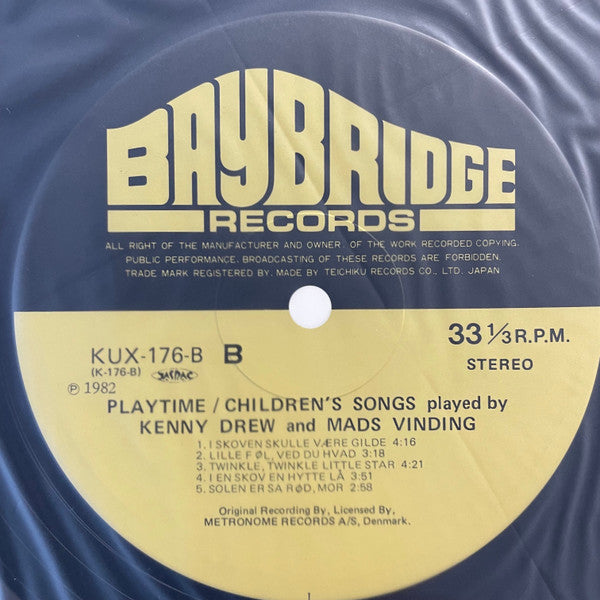 BAYBRIDGE
RECORDS
ALL RIGHT OF THE MANUFACTURER AND OWNER OF THE WORK RECORDED COPYING.
PUBLIC PERFORMANCE. BROADCASTING OF THESE RECORDS ARE FORBIDDEN.
TRADE MARK REGISTERED BY. MADE BY TEICHIKU RECORDS CO., LTD. JAPAN
KUX-176-B B
33 1/3 R.P.M.
(K-176-B) JASRAC
STEREO
℗ 1982
PLAYTIME / CHILDREN'S SONGS played by
KENNY DREW and MADS VINDING
1. I SKOVEN SKULLE VÆRE GILDE 4:16
2. LILLE FØL, VED DU HVAD 3:18
3. TWINKLE, TWINKLE LITTLE STAR 4:21
4. I EN SKOV EN HYTTE LÅ 3:51
5. SOLEN ER SA RØD, MOR 2:58
Original Recording By, Licensed By,
METRONOME RECORDS A/S, Denmark.